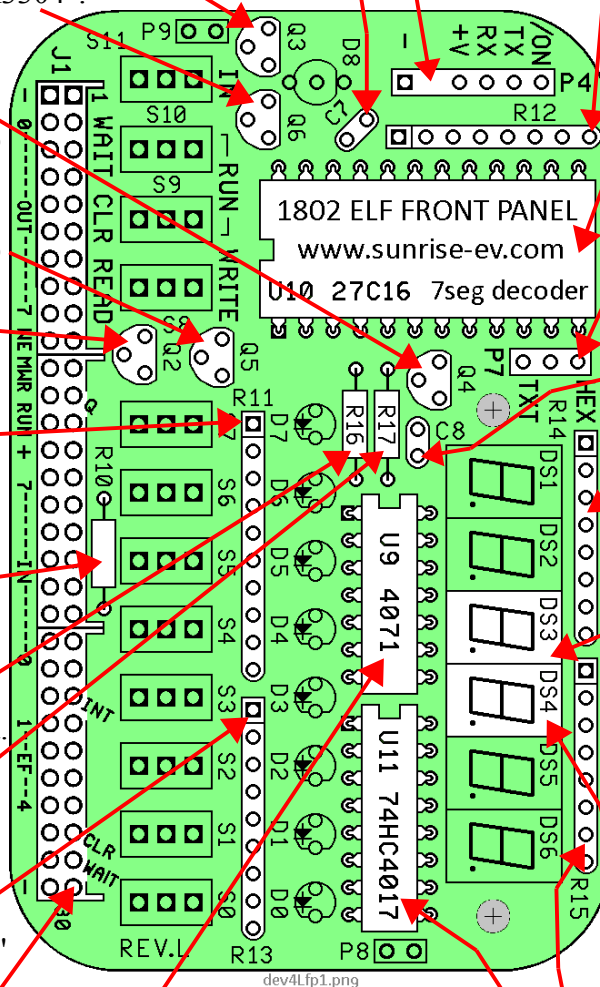 P9
Q3
D8
-
+V
RX
TX
/ON
P4
S11
J1
IN
C7
R12
S10
Q6
1 WAIT CLR READ
RUN
WRITE
S9
S8
1802 ELF FRONT PANEL
www.sunrise-ev.com
U10 27C16 7seg decoder
- 0------OUT------7 NE MWR RUN + 7------IN------0
Q2
Q5
Q4
P7
HEX
TXT
Q
R11
R16
R17
C8
R14
S7
D7
DS1
R10
S6
D6
DS2
U9 4071
S5
D5
S4
D4
DS3
S3
D3
DS4
INT
1--EF--4
U11 74HC4017
S2
D2
DS5
S1
D1
DS6
CLR
WAIT
S0
D0
R15
-
30
REV.L
R13
P8
dev4Lfp1.png